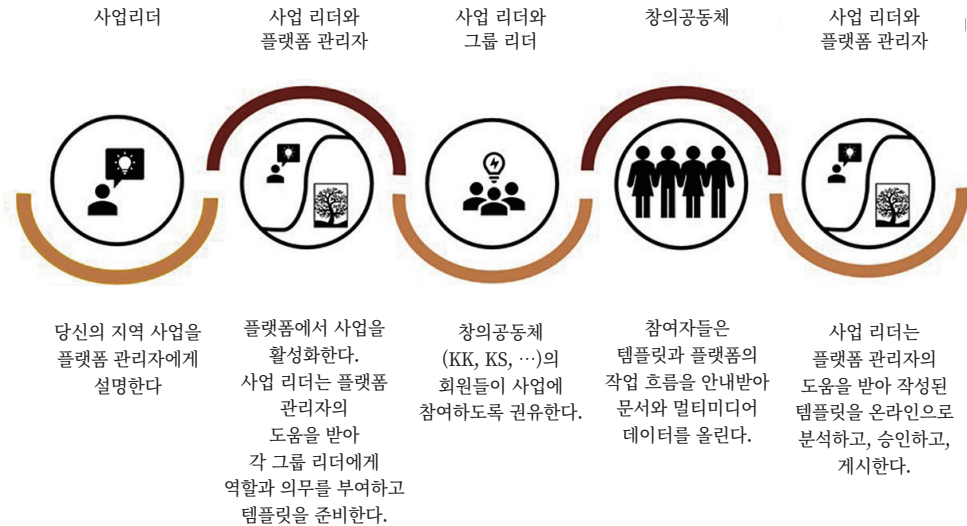 사업리더
사업 리더와
플랫폼 관리자
사업 리더와
그룹 리더
창의공동체
사업 리더와
플랫폼 관리자
당신의 지역 사업을
플랫폼 관리자에게
설명한다
플랫폼에서 사업을
활성화한다.
사업 리더는 플랫폼
관리자의
도움을 받아
각 그룹 리더에게
역할과 의무를 부여하고
템플릿을 준비한다.
창의공동체
(KK, KS, …)의
회원들이 사업에
참여하도록 권유한다.
참여자들은
템플릿과 플랫폼의
작업 흐름을 안내받아
문서와 멀티미디어
데이터를 올린다.
사업 리더는
플랫폼 관리자의
도움을 받아 작성된
템플릿을 온라인으로
분석하고, 승인하고,
게시한다.